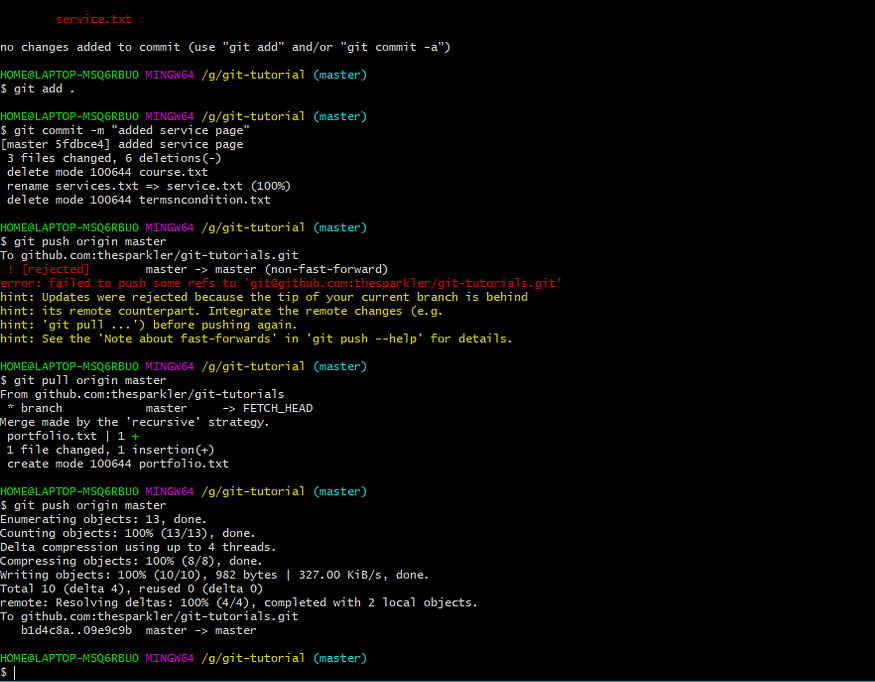 service.txt
no changes added to commit (use "git add" and/or "git commit -a")
HOME@LAPTOP-MSQ6RBUO MINGW64 /g/git-tutorial (master)
$ git add .
HOME@LAPTOP-MSQ6RBUO MINGW64 /g/git-tutorial (master)
$ git commit -m "added service page"
[master 5fdbce4] added service page
3 files changed, 6 deletions(-)
delete mode 100644 course.txt
rename services.txt => service.txt (100%)
delete mode 100644 termsncondition.txt
HOME@LAPTOP-MSQ6RBUO MINGW64 /g/git-tutorial (master)
$ git push origin master
To github.com:thesparkler/git-tutorials.git
! [rejected] master -> master (non-fast-forward)
error: failed to push some refs to 'git@github.com:thesparkler/git-tutorials.git'
hint: Updates were rejected because the tip of your current branch is behind
hint: its remote counterpart. Integrate the remote changes (e.g.
hint: 'git pull ...') before pushing again.
hint: See the 'Note about fast-forwards' in 'git push --help' for details.
HOME@LAPTOP-MSQ6RBUO MINGW64 /g/git-tutorial (master)
$ git pull origin master
From github.com:thesparkler/git-tutorials
* branch master -> FETCH_HEAD
Merge made by the 'recursive' strategy.
portfolio.txt | 1 +
1 file changed, 1 insertion(+)
create mode 100644 portfolio.txt
HOME@LAPTOP-MSQ6RBUO MINGW64 /g/git-tutorial (master)
$ git push origin master
Enumerating objects: 13, done.
Counting objects: 100% (13/13), done.
Delta compression using up to 4 threads.
Compressing objects: 100% (8/8), done.
Writing objects: 100% (10/10), 982 bytes | 327.00 KiB/s, done.
Total 10 (delta 4), reused 0 (delta 0)
remote: Resolving deltas: 100% (4/4), completed with 2 local objects.
To github.com:thesparkler/git-tutorials.git
b1d4c8a..09e9c9b master -> master
HOME@LAPTOP-MSQ6RBUO MINGW64 /g/git-tutorial (master)
$